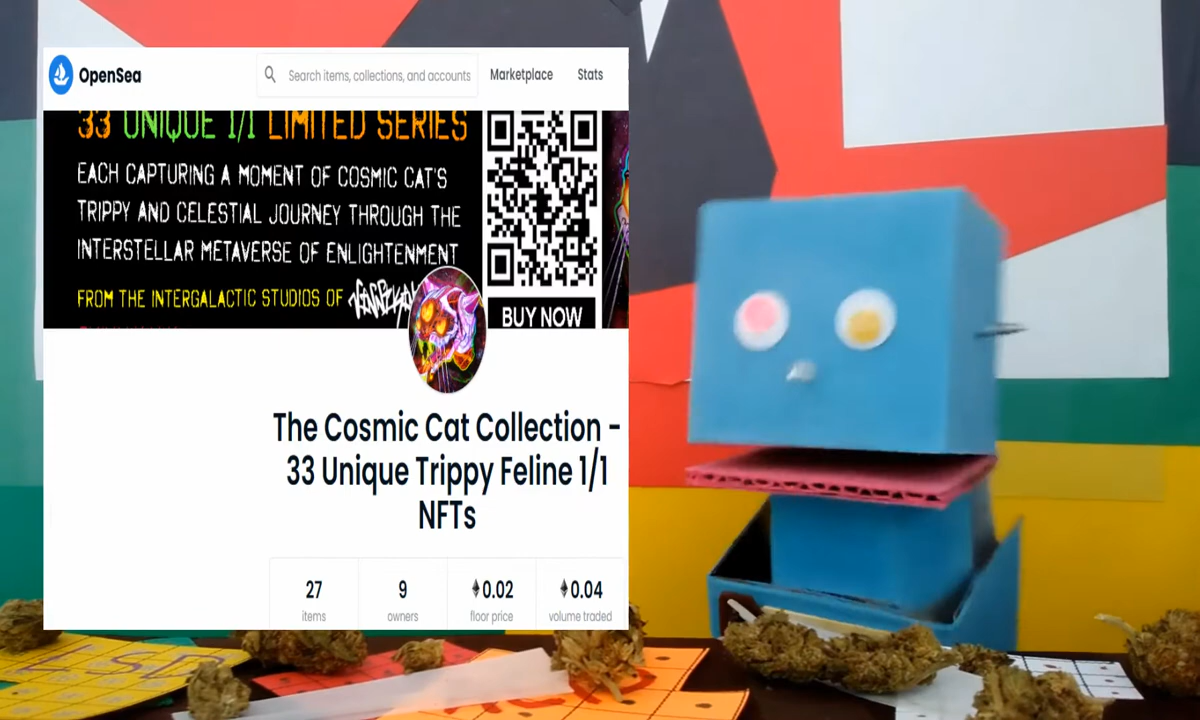 OpenSea
Search items, collections, and accounts
Marketplace
Stats
33 UNIQUE 1/1 LIMITED SERIES
EACH CAPTURING A MOMENT OF COSMIC CAT'S
TRIPPY AND CELESTIAL JOURNEY THROUGH THE
INTERSTELLAR METAVERSE OF ENLIGHTENMENT
FROM THE INTERGALACTIC STUDIOS OF
BUY NOW
The Cosmic Cat Collection -
33 Unique Trippy Feline 1/1
NFTs
27
items
9
owners
0.02
floor price
0.04
volume traded
LSD